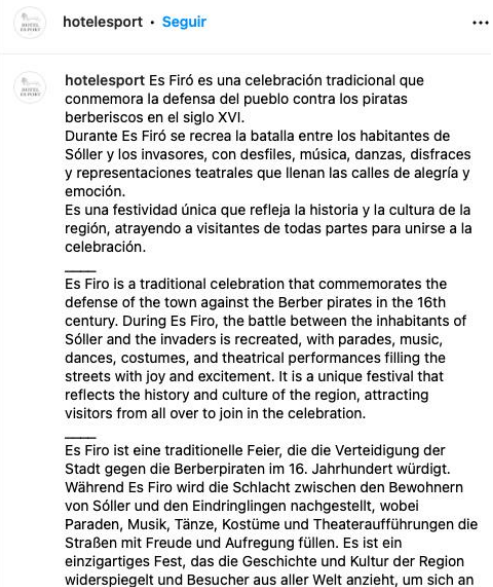 hotelesport • Seguir
hotelesport Es Firó es una celebración tradicional que
conmemora la defensa del pueblo contra los piratas
berberiscos en el siglo XVI.
Durante Es Firó se recrea la batalla entre los habitantes de
Sóller y los invasores, con desfiles, música, danzas, disfraces
y representaciones teatrales que llenan las calles de alegría y
emoción.
Es una festividad única que refleja la historia y la cultura de la
región, atrayendo a visitantes de todas partes para unirse a la
celebración.
____
Es Firo is a traditional celebration that commemorates the
defense of the town against the Berber pirates in the 16th
century. During Es Firo, the battle between the inhabitants of
Sóller and the invaders is recreated, with parades, music,
dances, costumes, and theatrical performances filling the
streets with joy and excitement. It is a unique festival that
reflects the history and culture of the region, attracting
visitors from all over to join in the celebration.
____
Es Firo ist eine traditionelle Feier, die die Verteidigung der
Stadt gegen die Berberpiraten im 16. Jahrhundert würdigt.
Während Es Firo wird die Schlacht zwischen den Bewohnern
von Sóller und den Eindringlingen nachgestellt, wobei
Paraden, Musik, Tänze, Kostüme und Theateraufführungen die
Straßen mit Freude und Aufregung füllen. Es ist ein
einzigartiges Fest, das die Geschichte und Kultur der Region
widerspiegelt und Besucher aus aller Welt anzieht, um sich an